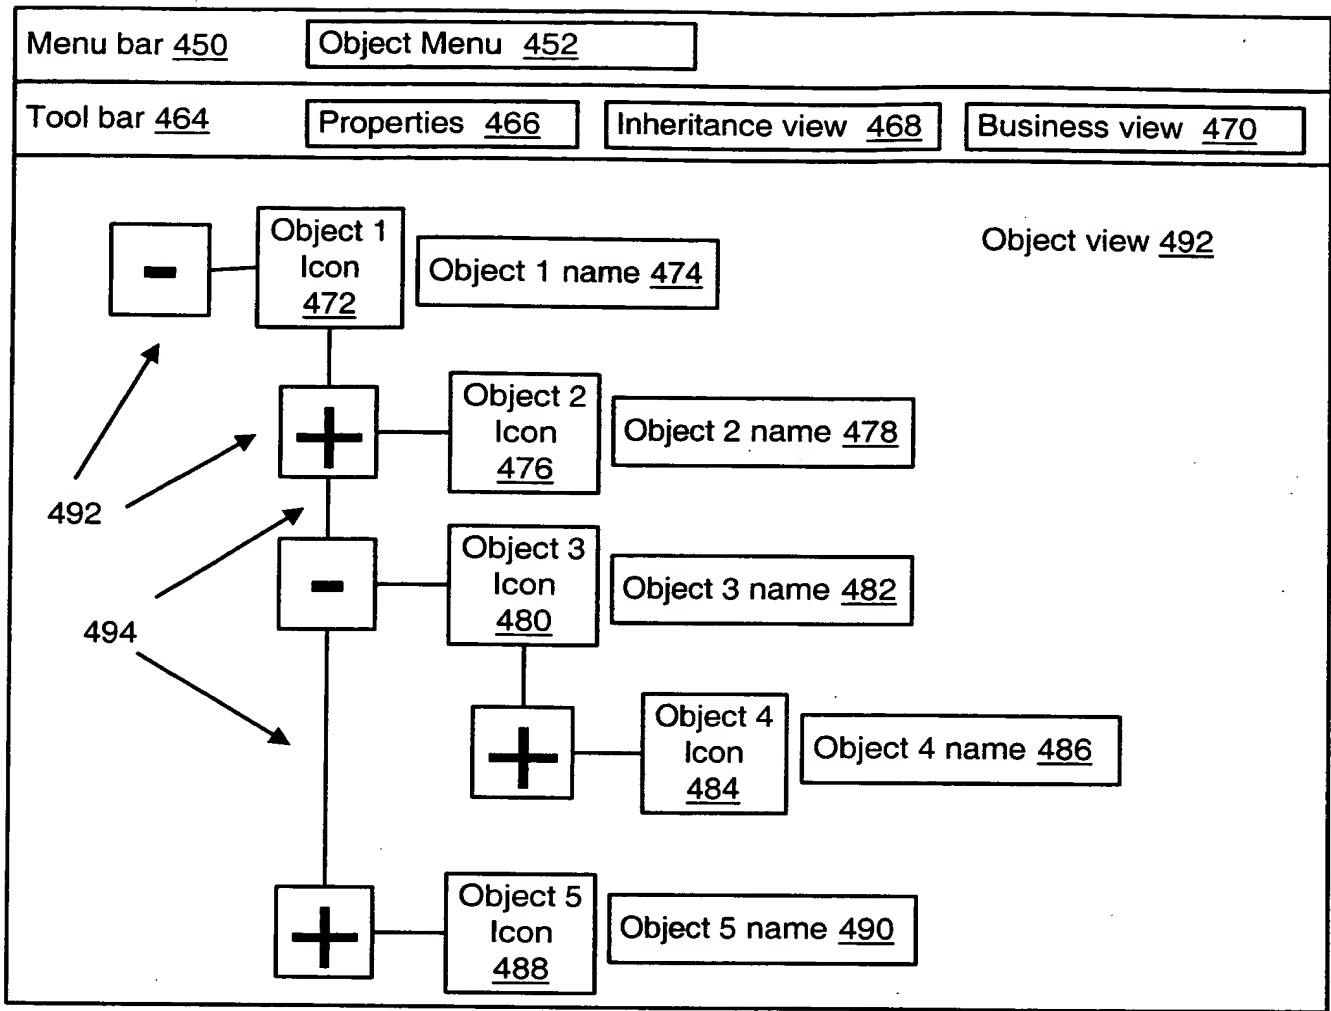 Menu bar 450
Object Menu 452
Tool bar 464
Properties 466
Inheritance view 468
Business view 470
Object view 492
-
Object 1
Icon
472
Object 1 name 474
+
Object 2
Icon
476
Object 2 name 478
492
-
Object 3
Icon
480
Object 3 name 482
494
+
Object 4
Icon
484
Object 4 name 486
+
Object 5
Icon
488
Object 5 name 490